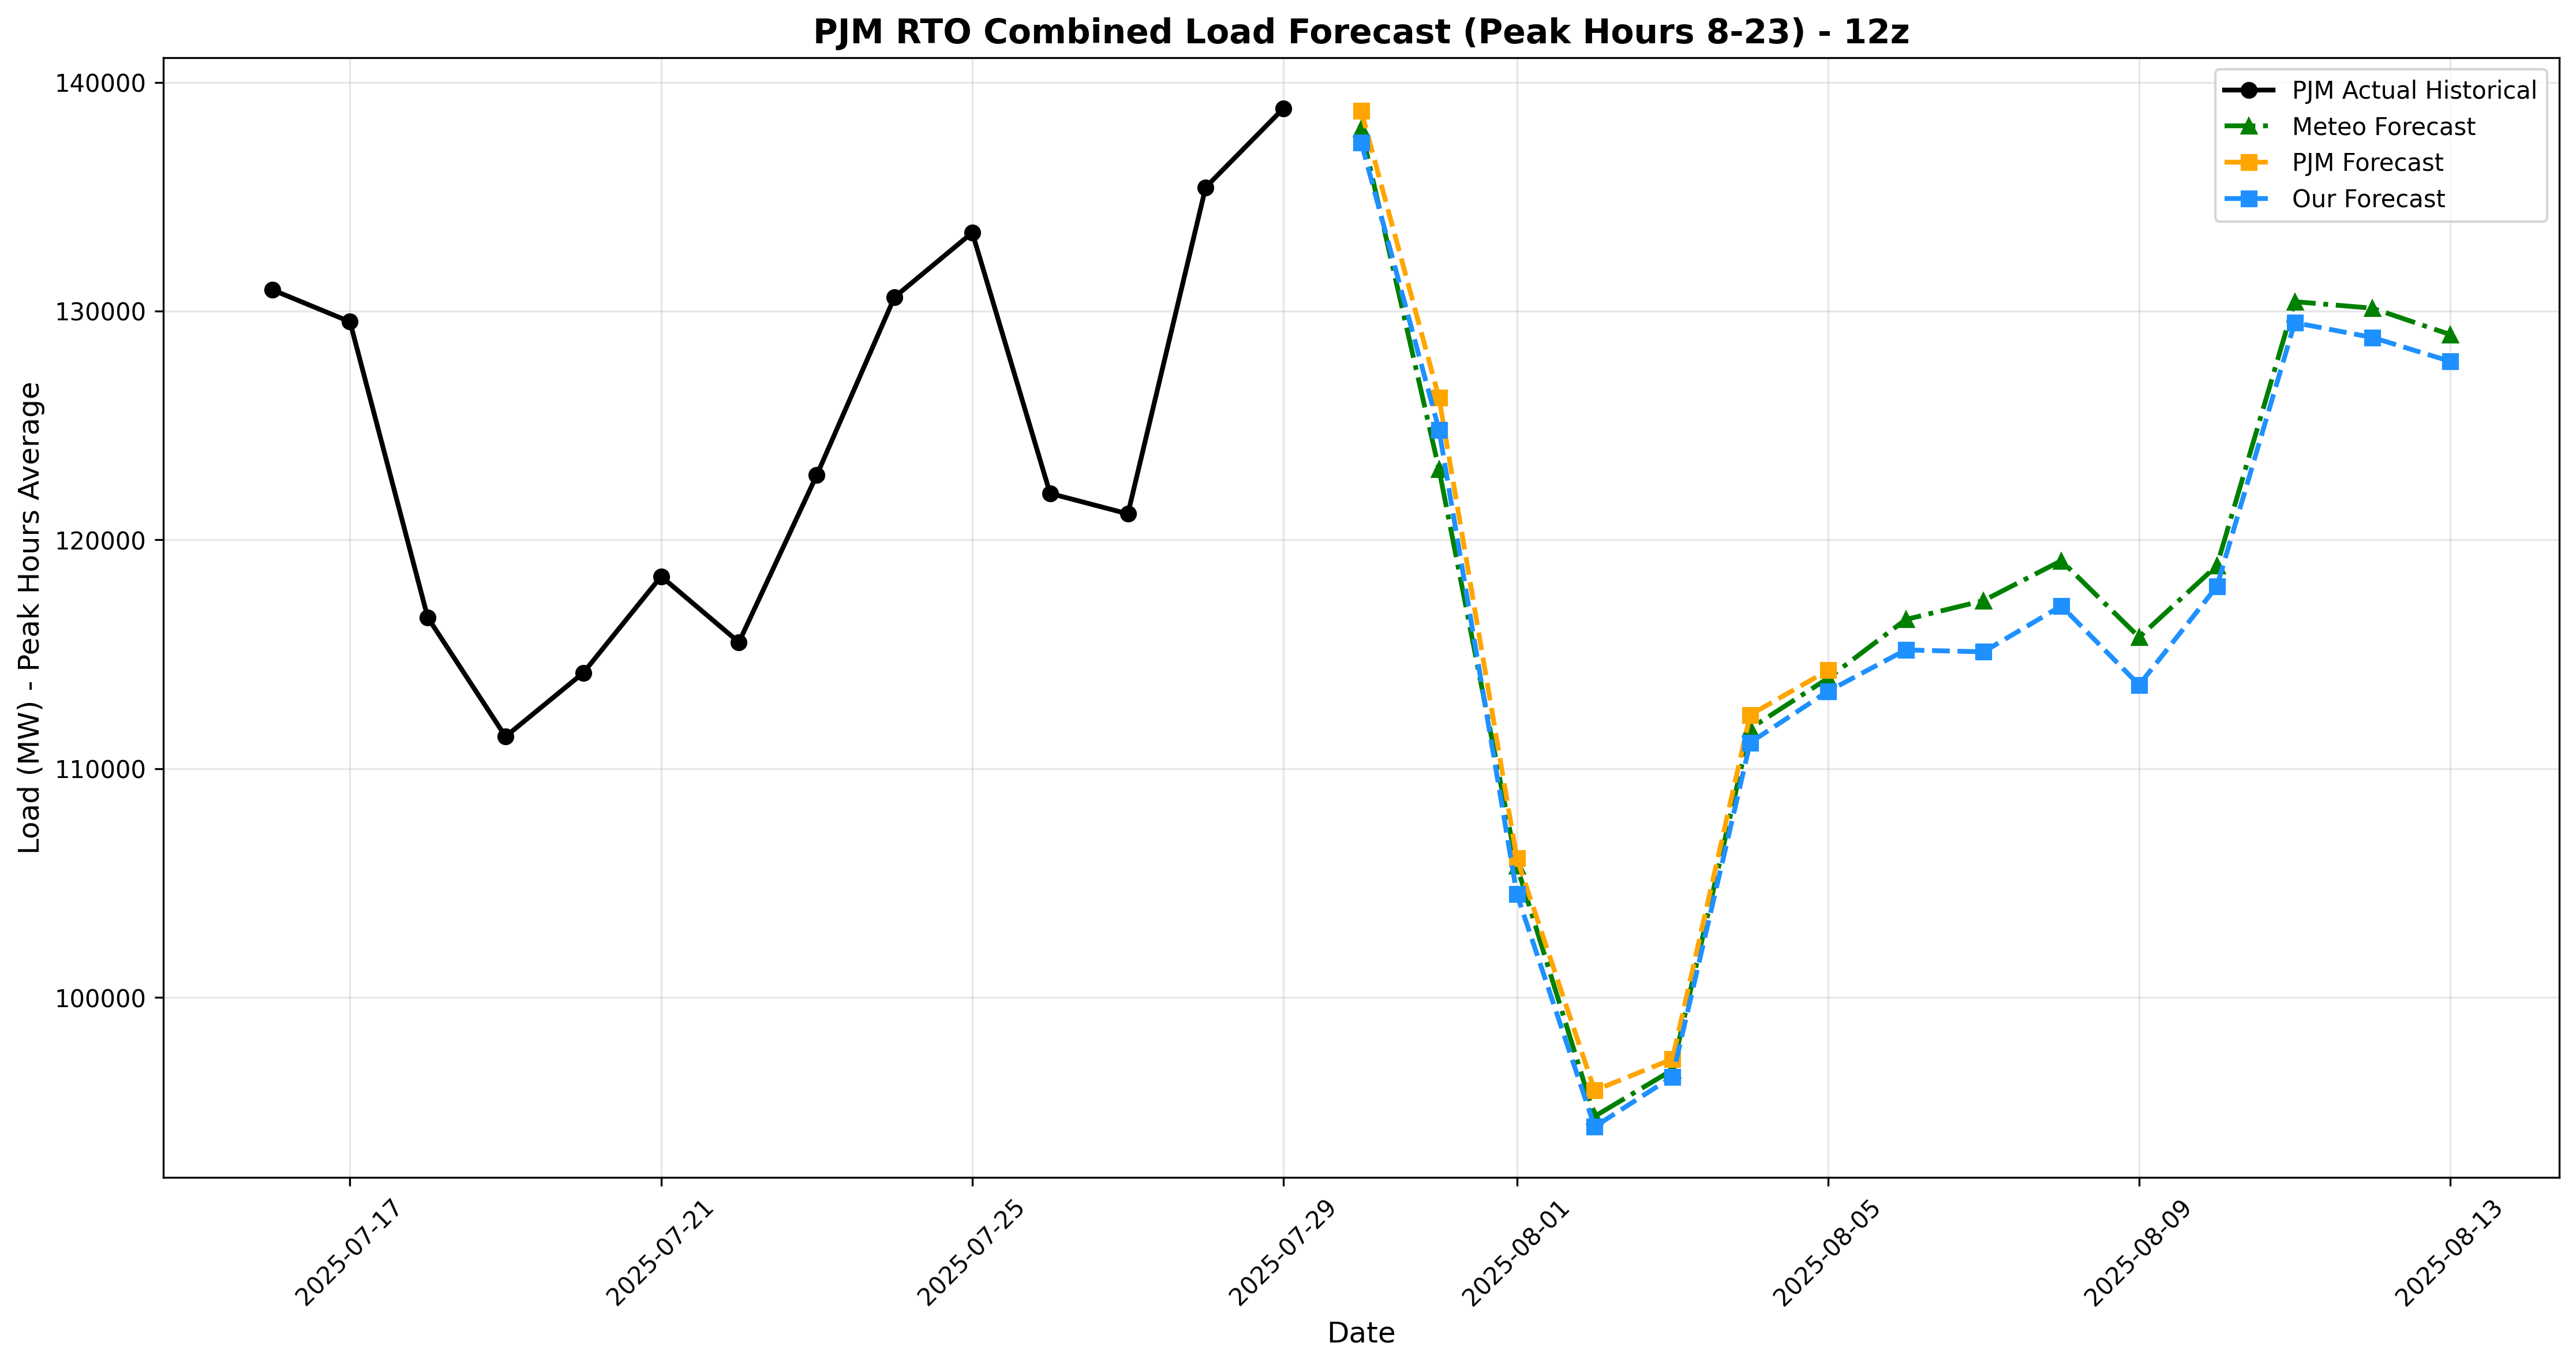 PJM RTO Combined Load Forecast (Peak Hours 8-23) - 12z
PJM Actual Historical
Meteo Forecast
PJM Forecast
Our Forecast
Load (MW) - Peak Hours Average
140000
130000
120000
110000
100000
2025-07-17
2025-07-21
2025-07-25
2025-07-29
2025-08-01
2025-08-05
2025-08-09
2025-08-13
Date